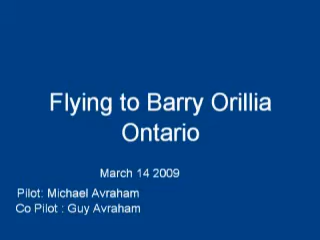 Flying to Barry Orillia
Ontario
March 14 2009
Pilot: Michael Avraham
Co Pilot : Guy Avraham